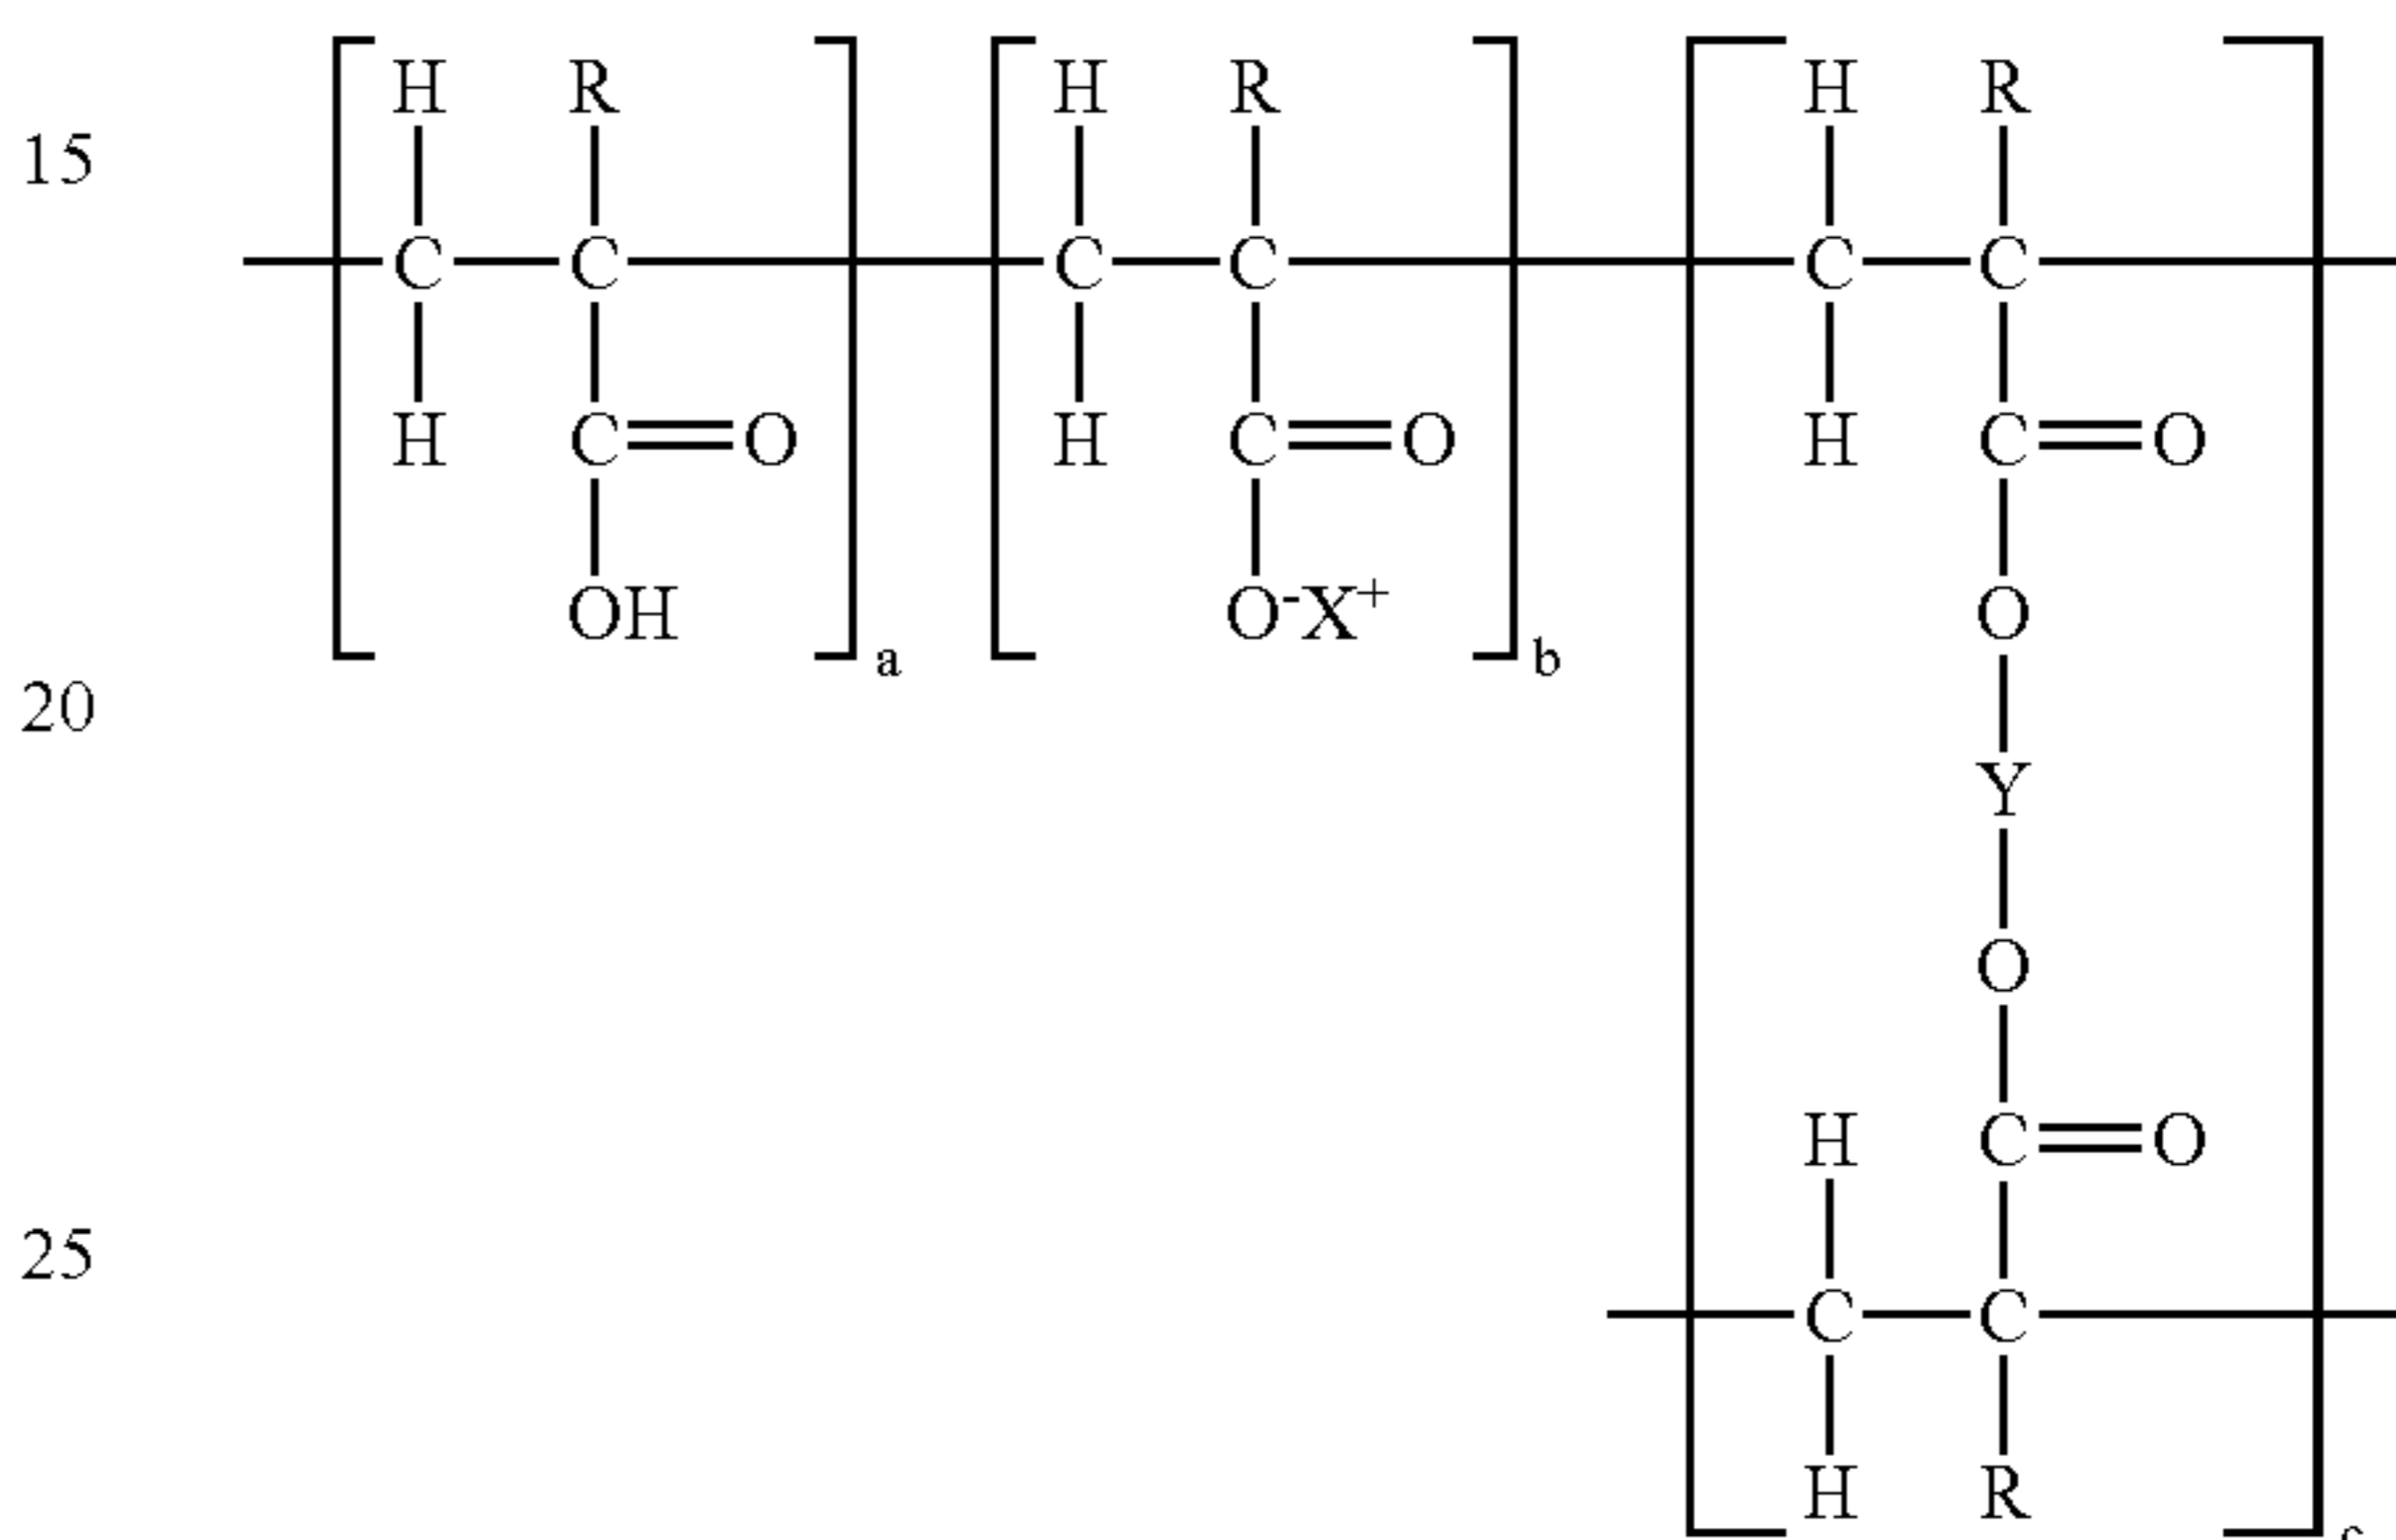 H R H R H R
15
C C C C C C
H C O H C O H C O
OH O-X+ O
a b
20
Y
O
H C O
25
C C
H R
c